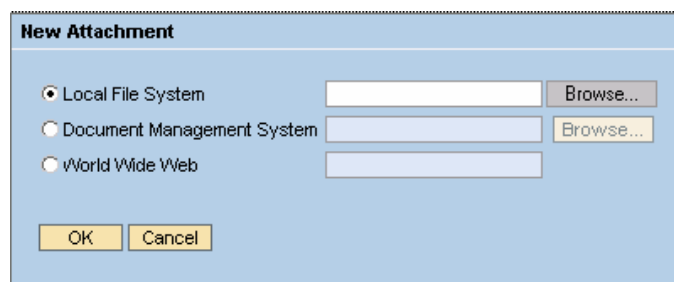 New Attachment
Local File System Browse...
Document Management System Browse...
World Wide Web
OK Cancel